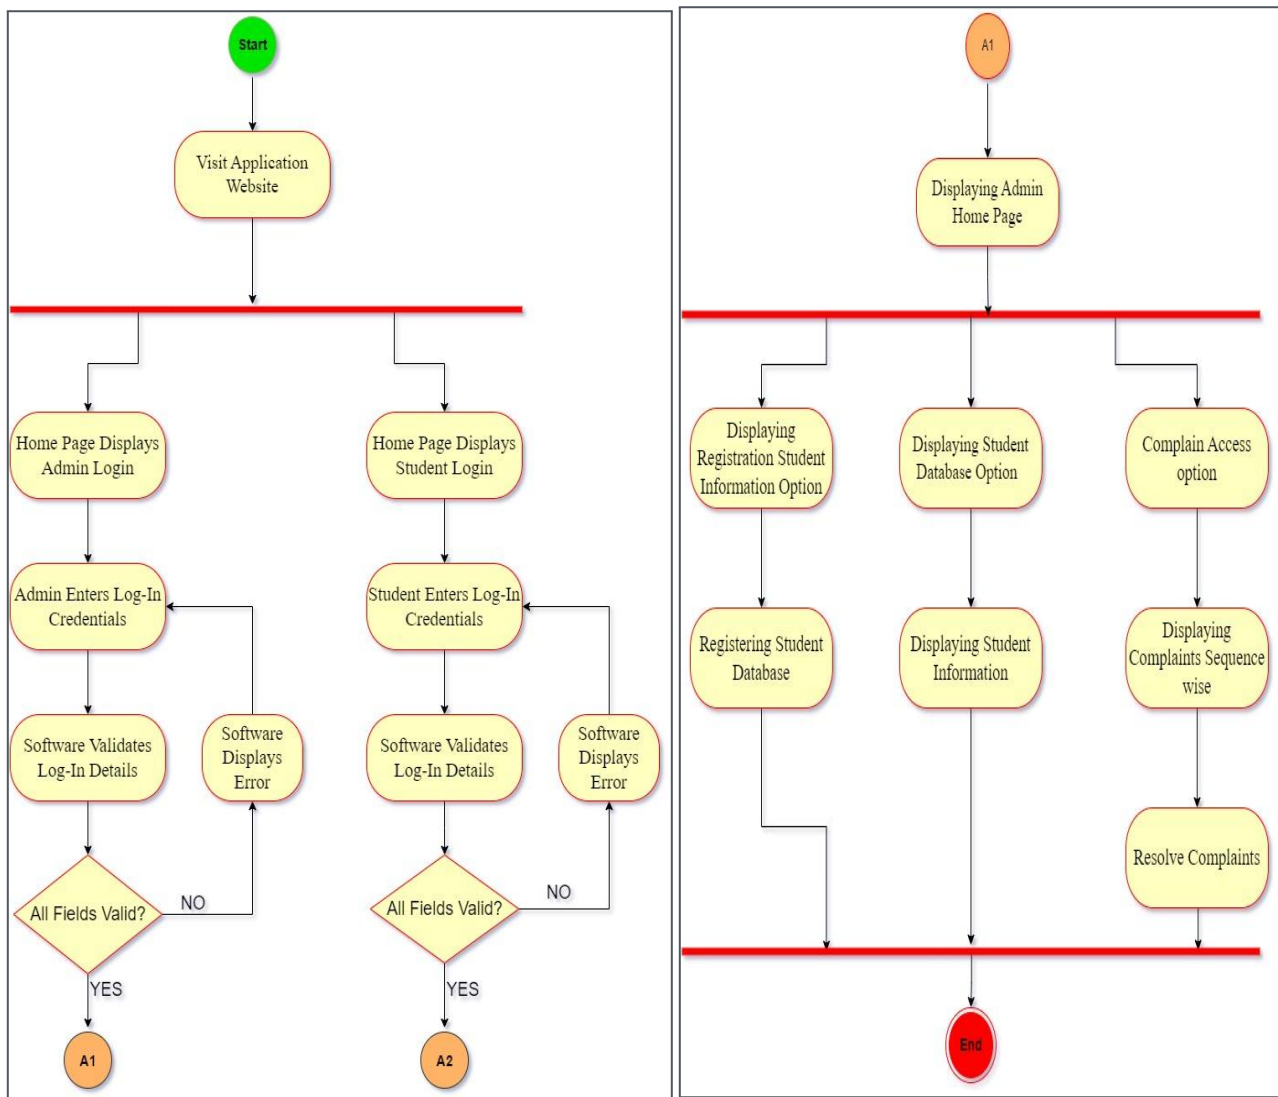 Start
Visit Application
Website
Home Page Displays
Admin Login
Home Page Displays
Student Login
Admin Enters Log-In
Credentials
Student Enters Log-In
Credentials
Software Validates
Log-In Details
Software
Displays
Error
Software Validates
Log-In Details
Software
Displays
Error
All Fields Valid?
NO
All Fields Valid?
NO
YES
YES
A1
A2
A1
Displaying Admin
Home Page
Displaying
Registration Student
Information Option
Displaying Student
Database Option
Complain Access
option
Registering Student
Database
Displaying Student
Information
Displaying
Complaints Sequence
wise
Resolve Complaints
End